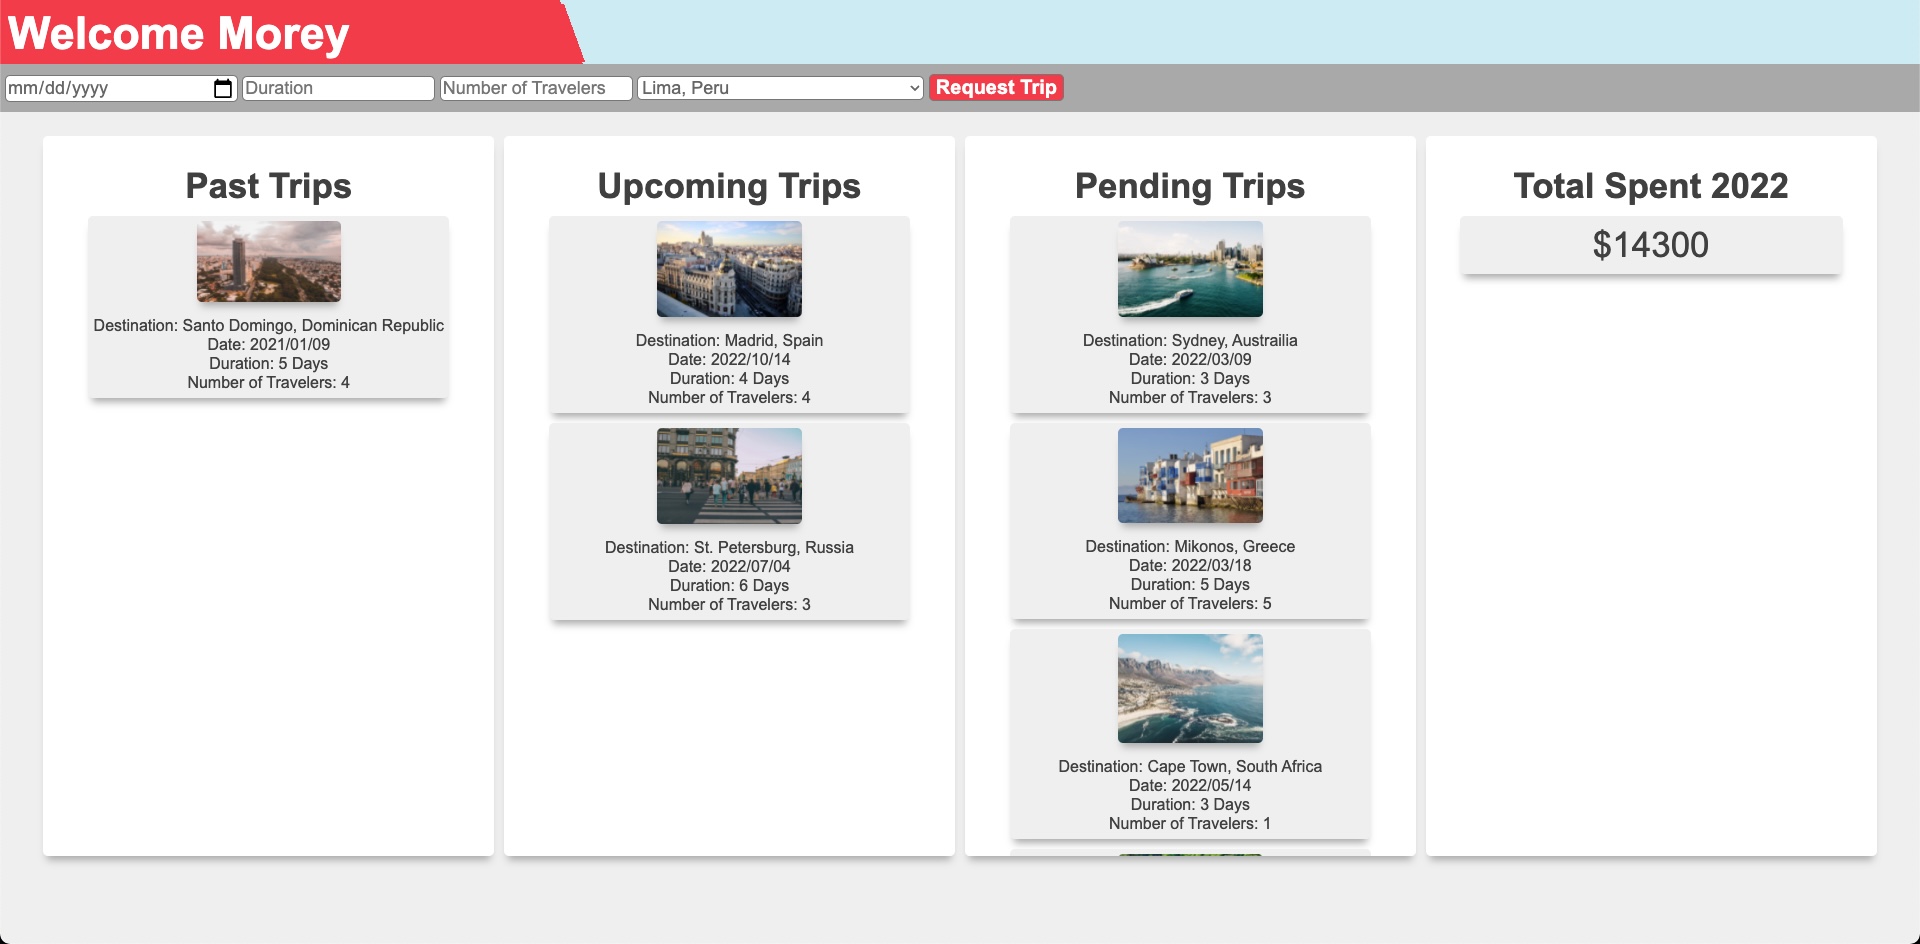 Welcome Morey
mm/dd/yyyy Duration Number of Travelers Lima, Peru Request Trip
Past Trips
Destination: Santo Domingo, Dominican Republic
Date: 2021/01/09
Duration: 5 Days
Number of Travelers: 4
Upcoming Trips
Destination: Madrid, Spain
Date: 2022/10/14
Duration: 4 Days
Number of Travelers: 4
Destination: St. Petersburg, Russia
Date: 2022/07/04
Duration: 6 Days
Number of Travelers: 3
Pending Trips
Destination: Sydney, Austrailia
Date: 2022/03/09
Duration: 3 Days
Number of Travelers: 3
Destination: Mikonos, Greece
Date: 2022/03/18
Duration: 5 Days
Number of Travelers: 5
Destination: Cape Town, South Africa
Date: 2022/05/14
Duration: 3 Days
Number of Travelers: 1
Total Spent 2022
$14300